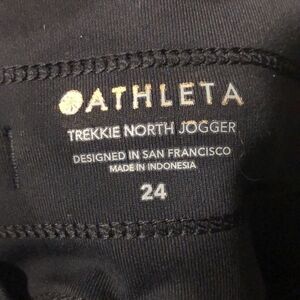 ATHLETA
TREKKIE NORTH JOGGER
DESIGNED IN SAN FRANCISCO
MADE IN INDONESIA
24